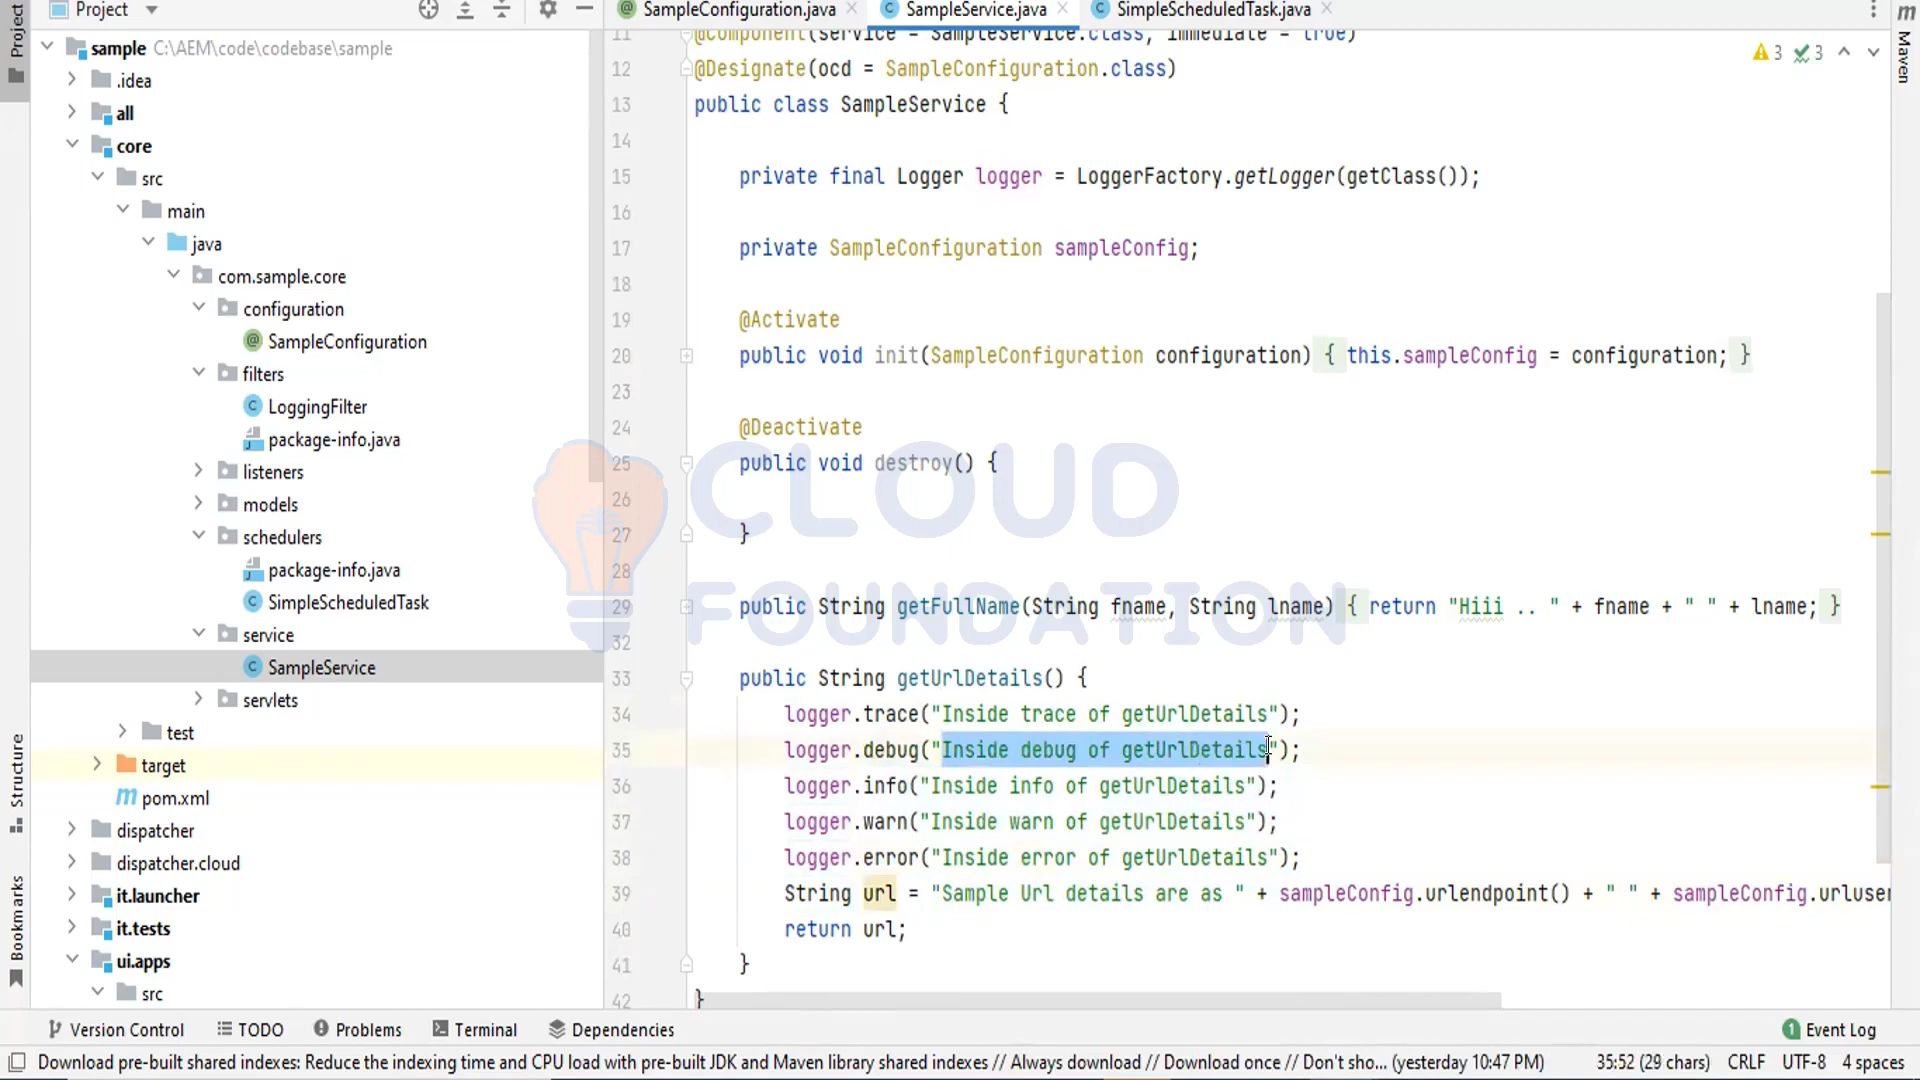 Project
SampleConfiguration.java
SampleService.java
SimpleScheduledTask.java
m
Project
Maven
sample C:\AEM\code\codebase\sample
.idea
all
core
src
main
java
com.sample.core
configuration
@ SampleConfiguration
filters
C LoggingFilter
package-info.java
listeners
models
schedulers
package-info.java
C SimpleScheduledTask
service
C SampleService
servlets
test
target
m pom.xml
dispatcher
dispatcher.cloud
it.launcher
it.tests
ui.apps
src
Structure
Bookmarks
3 3
11 @Component(service = SampleService.class, immediate = true)
12 @Designate(ocd = SampleConfiguration.class)
13 public class SampleService {
14
15 private final Logger logger = LoggerFactory.getLogger(getClass());
16
17 private SampleConfiguration sampleConfig;
18
19 @Activate
20 public void init(SampleConfiguration configuration) { this.sampleConfig = configuration; }
23
24 @Deactivate
25 public void destroy() {
26
27 }
28
29 public String getFullName(String fname, String lname) { return "Hiii .. " + fname + " " + lname; }
32
33 public String getUrlDetails() {
34 logger.trace("Inside trace of getUrlDetails");
35 logger.debug("Inside debug of getUrlDetails");
36 logger.info("Inside info of getUrlDetails");
37 logger.warn("Inside warn of getUrlDetails");
38 logger.error("Inside error of getUrlDetails");
39 String url = "Sample Url details are as " + sampleConfig.urlendpoint() + " " + sampleConfig.urluser
40 return url;
41 }
42 }
CLOUD
FOUNDATION
Version Control
TODO
Problems
Terminal
Dependencies
1 Event Log
Download pre-built shared indexes: Reduce the indexing time and CPU load with pre-built JDK and Maven library shared indexes // Always download // Download once // Don't sho... (yesterday 10:47 PM)
35:52 (29 chars)
CRLF
UTF-8
4 spaces